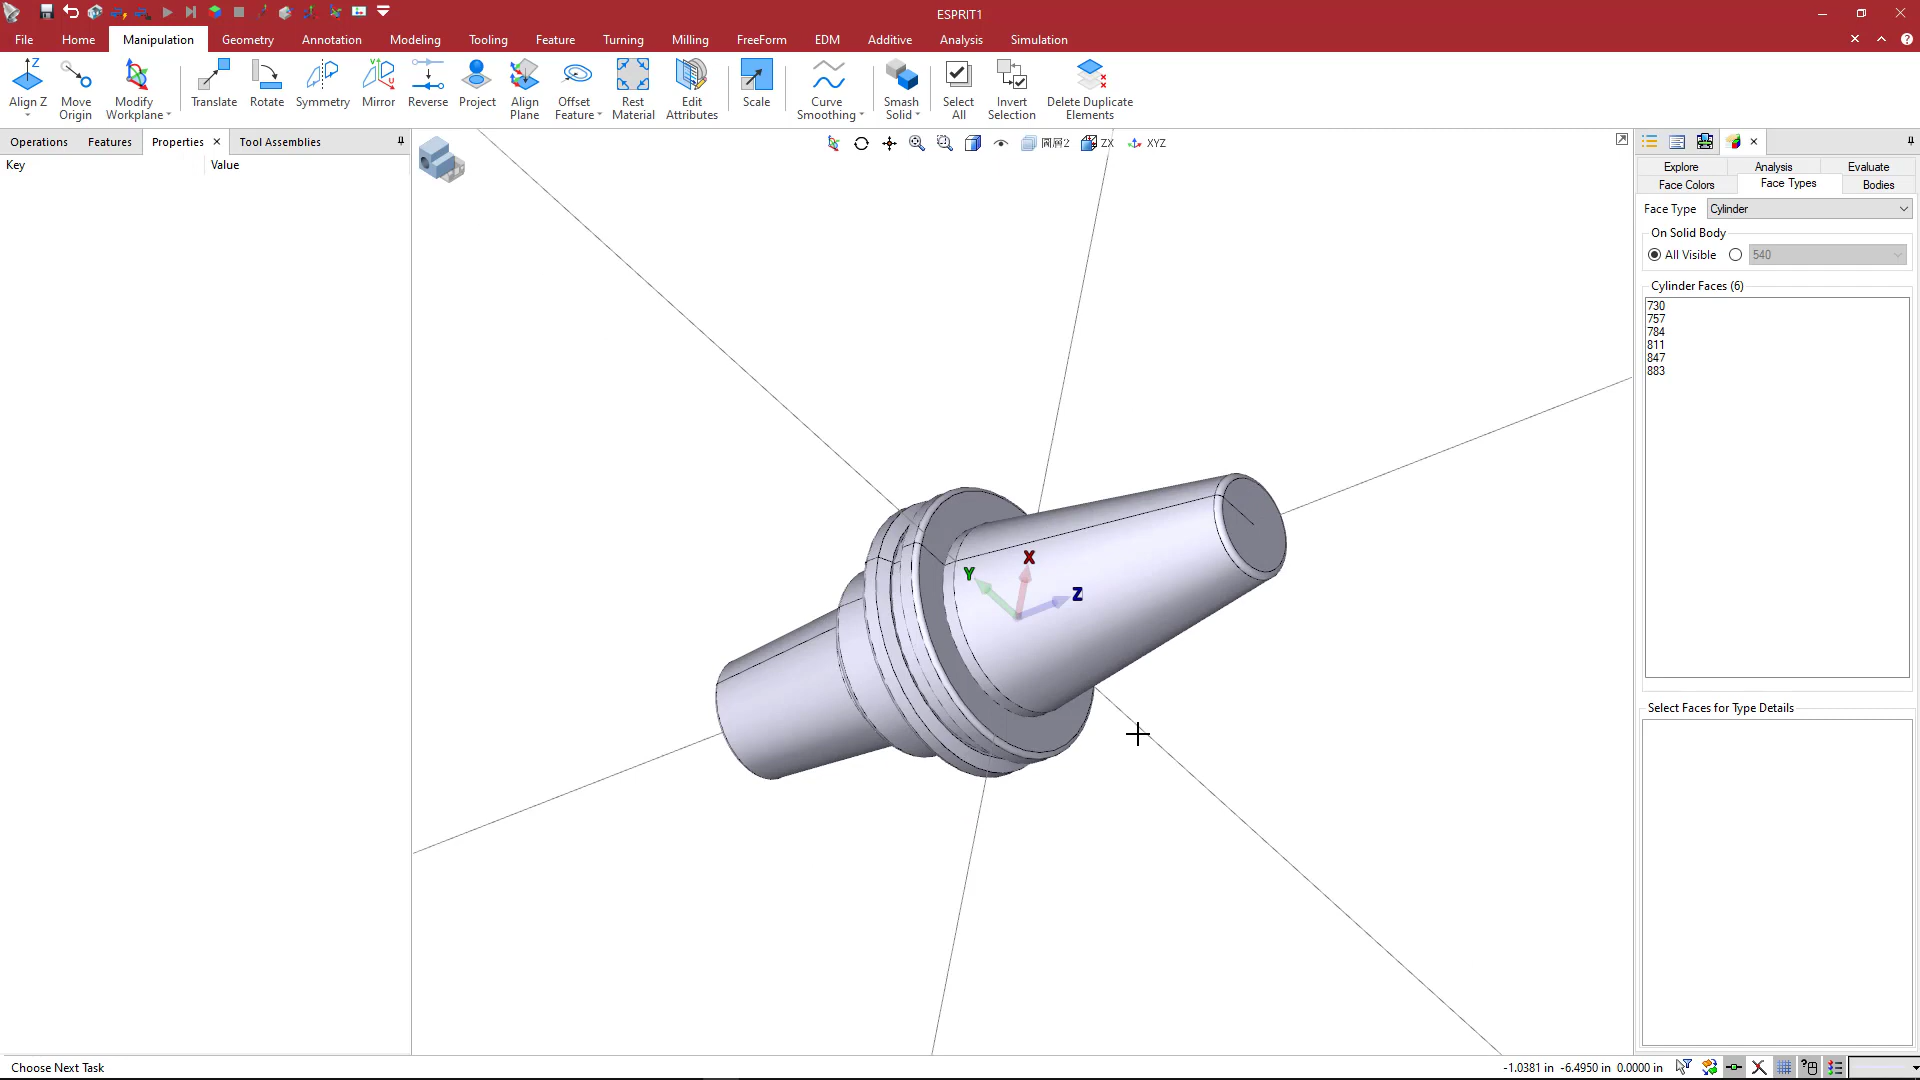 ESPRIT1
File Home Manipulation Geometry Annotation Modeling Tooling Feature Turning Milling FreeForm EDM Additive Analysis Simulation
Align Z
Move Origin
Modify Workplane
Translate
Rotate
Symmetry
Mirror
Reverse
Project
Align Plane
Offset Feature
Rest Material
Edit Attributes
Scale
Curve Smoothing
Smash Solid
Select All
Invert Selection
Delete Duplicate Elements
Operations Features Properties Tool Assemblies
Key Value
圖層2 ZX XYZ
X
Y
Z
Explore Analysis Evaluate
Face Colors Face Types Bodies
Face Type Cylinder
On Solid Body
All Visible 540
Cylinder Faces (6)
730
757
784
811
847
883
Select Faces for Type Details
Choose Next Task
-1.0381 in -6.4950 in 0.0000 in